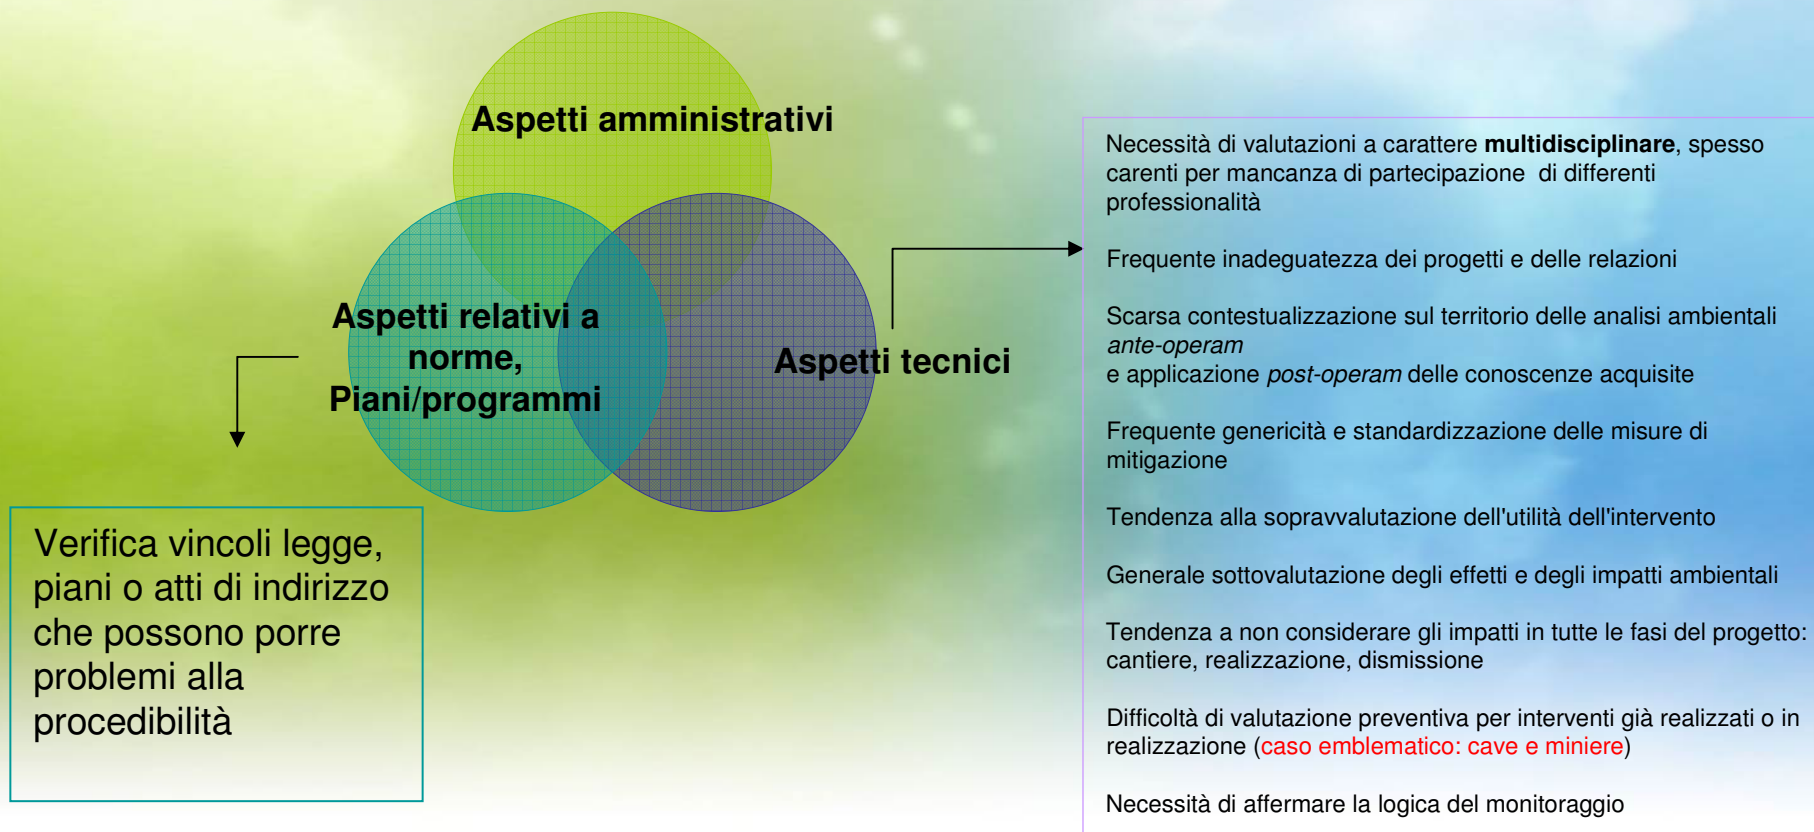 Aspetti amministrativi
Aspetti relativi a
norme,
Piani/programmi
Aspetti tecnici
Verifica vincoli legge,
piani o atti di indirizzo
che possono porre
problemi alla
procedibilità
Necessità di valutazioni a carattere multidisciplinare, spesso
carenti per mancanza di partecipazione di differenti
professionalità
Frequente inadeguatezza dei progetti e delle relazioni
Scarsa contestualizzazione sul territorio delle analisi ambientali
ante-operam
e applicazione post-operam delle conoscenze acquisite
Frequente genericità e standardizzazione delle misure di
mitigazione
Tendenza alla sopravvalutazione dell'utilità dell'intervento
Generale sottovalutazione degli effetti e degli impatti ambientali
Tendenza a non considerare gli impatti in tutte le fasi del progetto:
cantiere, realizzazione, dismissione
Difficoltà di valutazione preventiva per interventi già realizzati o in
realizzazione (caso emblematico: cave e miniere)
Necessità di affermare la logica del monitoraggio